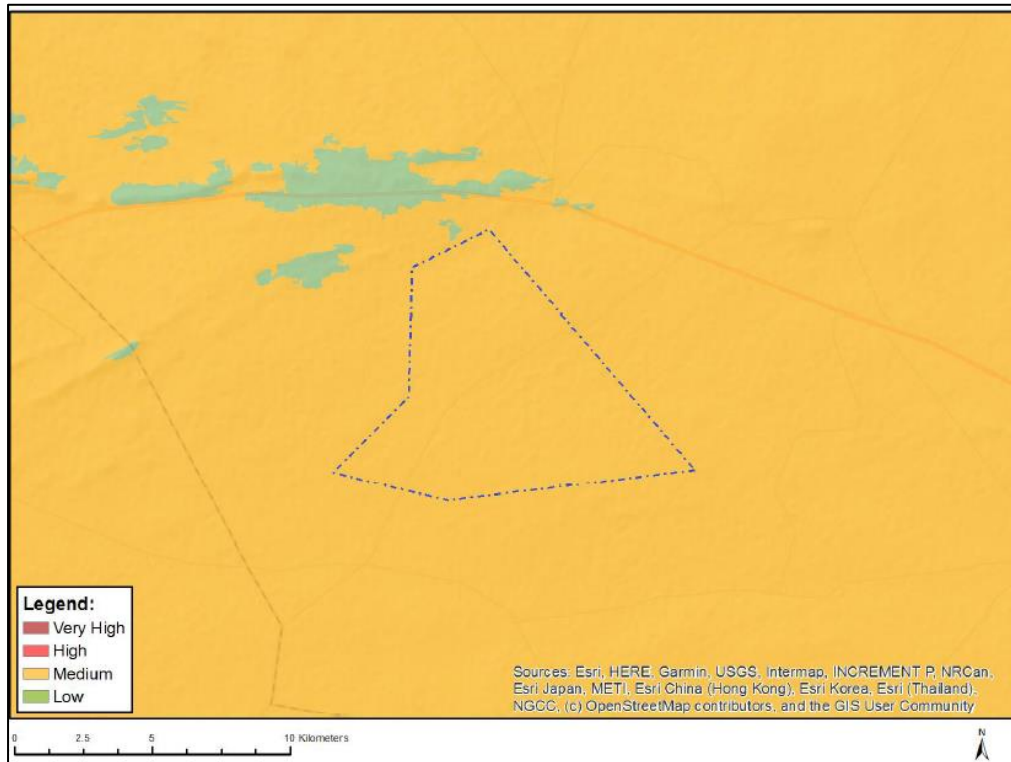 Legend:
Very High
High
Medium
Low
Sources: Esri, HERE, Garmin, USGS, Intermap, INCREMENT P, NRCan,
Esri Japan, METI, Esri China (Hong Kong), Esri Korea, Esri (Thailand),
NGCC, (c) OpenStreetMap contributors, and the GIS User Community
0 2.5 5 10 Kilometers
N